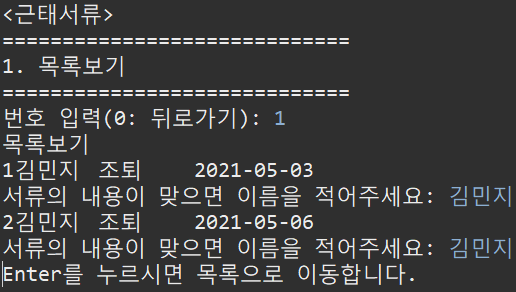 <근태서류>
=============================
1. 목록보기
=============================
번호 입력(0: 뒤로가기): 1
목록보기
1김민지 조퇴 2021-05-03
서류의 내용이 맞으면 이름을 적어주세요: 김민지
2김민지 조퇴 2021-05-06
서류의 내용이 맞으면 이름을 적어주세요: 김민지
Enter를 누르시면 목록으로 이동합니다.